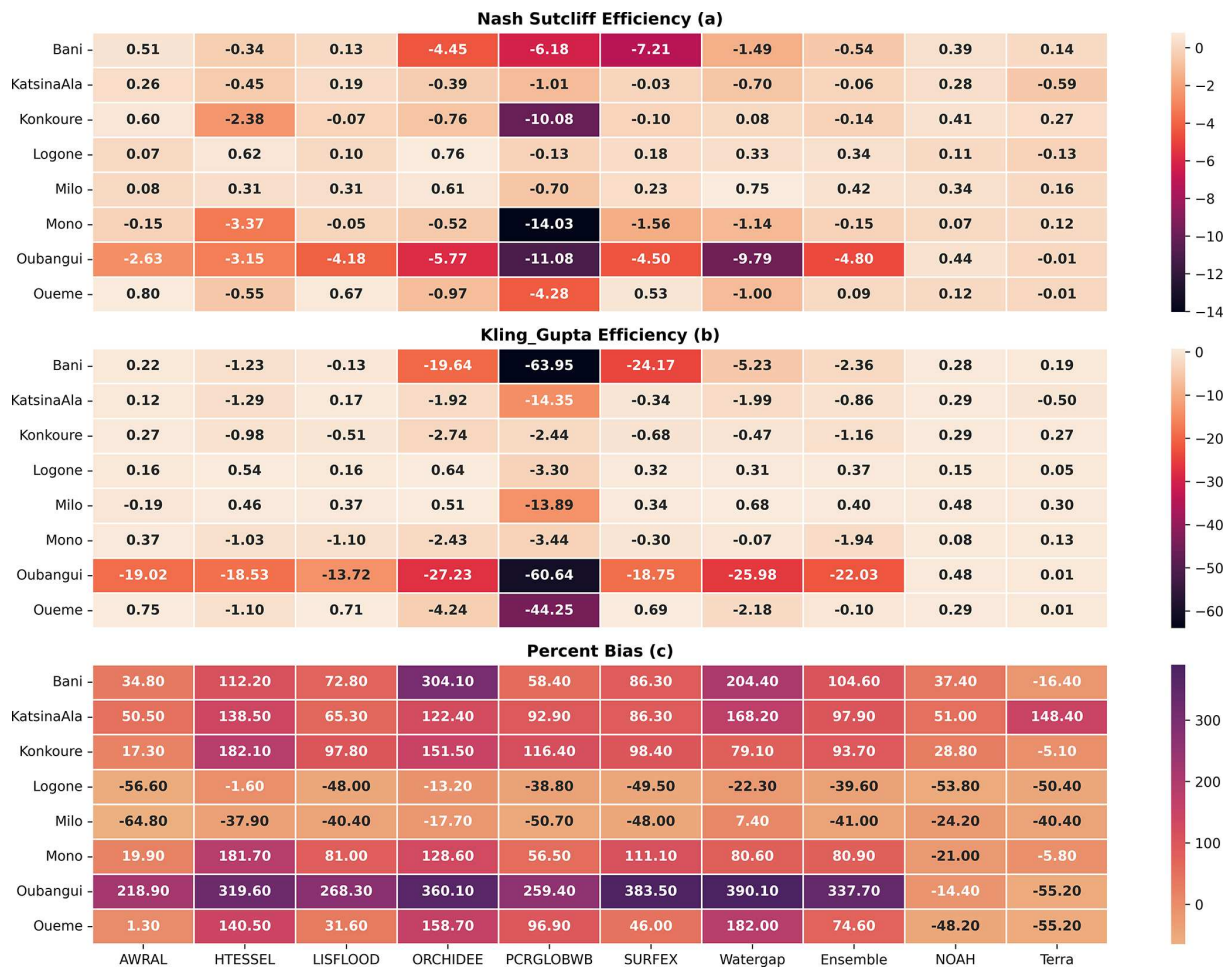 Nash Sutcliff Efficiency (a)
Bani 0.51 -0.34 0.13 -4.45 -6.18 -7.21 -1.49 -0.54 0.39 0.14
KatsinaAla 0.26 -0.45 0.19 -0.39 -1.01 -0.03 -0.70 -0.06 0.28 -0.59
Konkoure 0.60 -2.38 -0.07 -0.76 -10.08 -0.10 0.08 -0.14 0.41 0.27
Logone 0.07 0.62 0.10 0.76 -0.13 0.18 0.33 0.34 0.11 -0.13
Milo 0.08 0.31 0.31 0.61 -0.70 0.23 0.75 0.42 0.34 0.16
Mono -0.15 -3.37 -0.05 -0.52 -14.03 -1.56 -1.14 -0.15 0.07 0.12
Oubangui -2.63 -3.15 -4.18 -5.77 -11.08 -4.50 -9.79 -4.80 0.44 -0.01
Oueme 0.80 -0.55 0.67 -0.97 -4.28 0.53 -1.00 0.09 0.12 -0.01
0
−2
−4
−6
−8
−10
−12
−14
Kling_Gupta Efficiency (b)
Bani 0.22 -1.23 -0.13 -19.64 -63.95 -24.17 -5.23 -2.36 0.28 0.19
KatsinaAla 0.12 -1.29 0.17 -1.92 -14.35 -0.34 -1.99 -0.86 0.29 -0.50
Konkoure 0.27 -0.98 -0.51 -2.74 -2.44 -0.68 -0.47 -1.16 0.29 0.27
Logone 0.16 0.54 0.16 0.64 -3.30 0.32 0.31 0.37 0.15 0.05
Milo -0.19 0.46 0.37 0.51 -13.89 0.34 0.68 0.40 0.48 0.30
Mono 0.37 -1.03 -1.10 -2.43 -3.44 -0.30 -0.07 -1.94 0.08 0.13
Oubangui -19.02 -18.53 -13.72 -27.23 -60.64 -18.75 -25.98 -22.03 0.48 0.01
Oueme 0.75 -1.10 0.71 -4.24 -44.25 0.69 -2.18 -0.10 0.29 0.01
0
−10
−20
−30
−40
−50
−60
Percent Bias (c)
Bani 34.80 112.20 72.80 304.10 58.40 86.30 204.40 104.60 37.40 -16.40
KatsinaAla 50.50 138.50 65.30 122.40 92.90 86.30 168.20 97.90 51.00 148.40
Konkoure 17.30 182.10 97.80 151.50 116.40 98.40 79.10 93.70 28.80 -5.10
Logone -56.60 -1.60 -48.00 -13.20 -38.80 -49.50 -22.30 -39.60 -53.80 -50.40
Milo -64.80 -37.90 -40.40 -17.70 -50.70 -48.00 7.40 -41.00 -24.20 -40.40
Mono 19.90 181.70 81.00 128.60 56.50 111.10 80.60 80.90 -21.00 -5.80
Oubangui 218.90 319.60 268.30 360.10 259.40 383.50 390.10 337.70 -14.40 -55.20
Oueme 1.30 140.50 31.60 158.70 96.90 46.00 182.00 74.60 -48.20 -55.20
300
200
100
0
AWRAL HTESSEL LISFLOOD ORCHIDEE PCRGLOBWB SURFEX Watergap Ensemble NOAH Terra